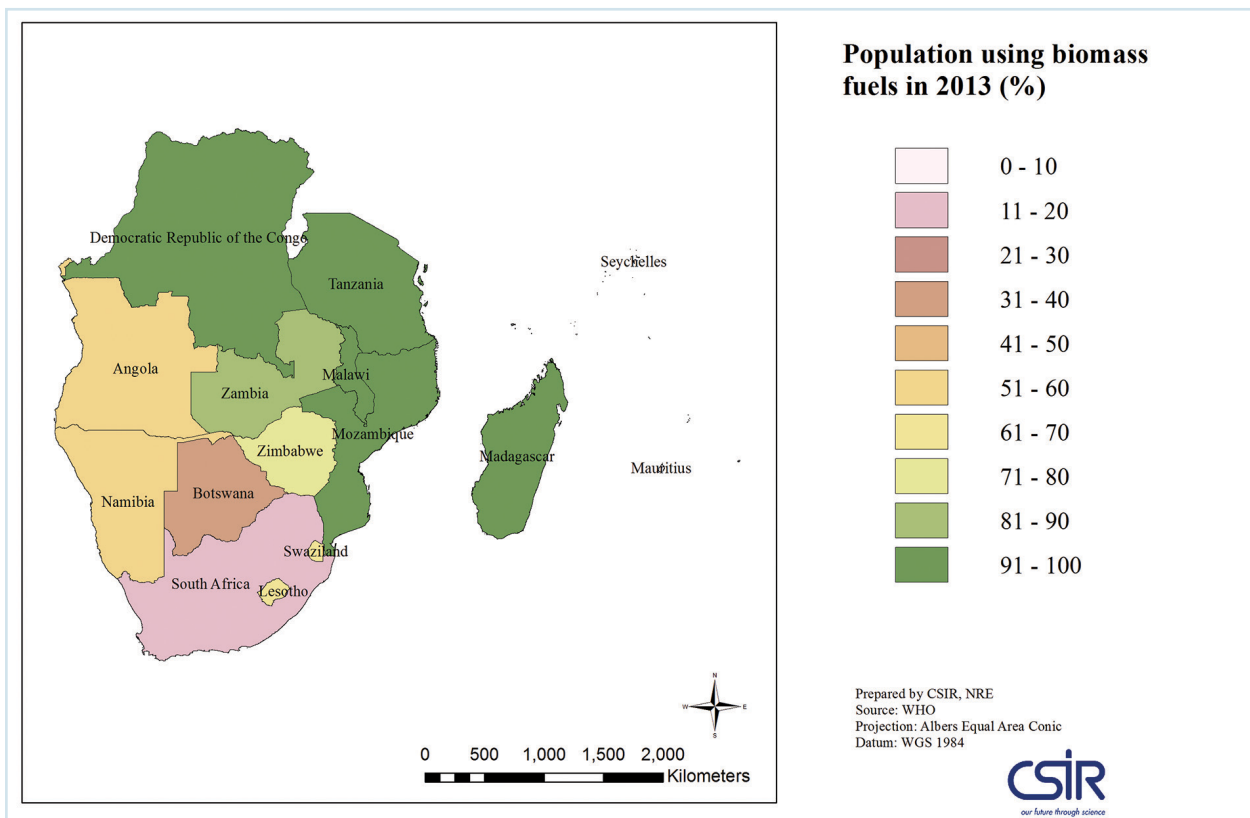 Population using biomass
fuels in 2013 (%)
0 - 10
11 - 20
21 - 30
31 - 40
41 - 50
51 - 60
61 - 70
71 - 80
81 - 90
91 - 100
Democratic Republic of the Congo
Seychelles
Tanzania
Angola
Malawi
Zambia
Mozambique
Zimbabwe
Madagascar
Mauritius
Botswana
Namibia
Swaziland
South Africa
Lesotho
N
W E
S
0 500 1,000 1,500 2,000
Kilometers
Prepared by CSIR, NRE
Source: WHO
Projection: Albers Equal Area Conic
Datum: WGS 1984
CSIR
our future through science